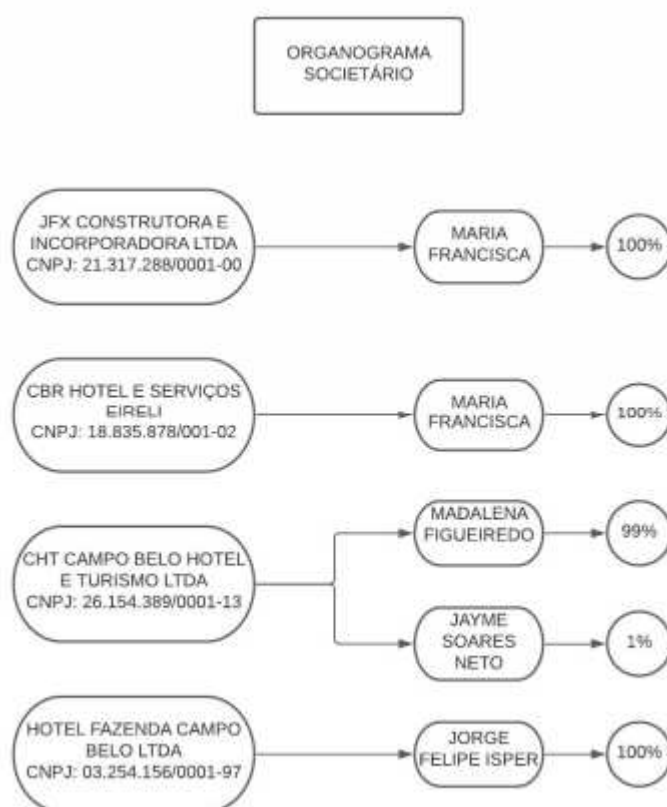 ORGANOGRAMA
SOCIETÁRIO
JFX CONSTRUTORA E
INCORPORADORA LTDA
CNPJ: 21.317.288/0001-00
MARIA
FRANCISCA
100%
CBR HOTEL E SERVIÇOS
EIRELI
CNPJ: 18.835.878/001-02
MARIA
FRANCISCA
100%
CHT CAMPO BELO HOTEL
E TURISMO LTDA
CNPJ: 26.154.389/0001-13
MADALENA
FIGUEIREDO
99%
JAYME
SOARES
NETO
1%
HOTEL FAZENDA CAMPO
BELO LTDA
CNPJ: 03.254.156/0001-97
JORGE
FELIPE ISPER
100%